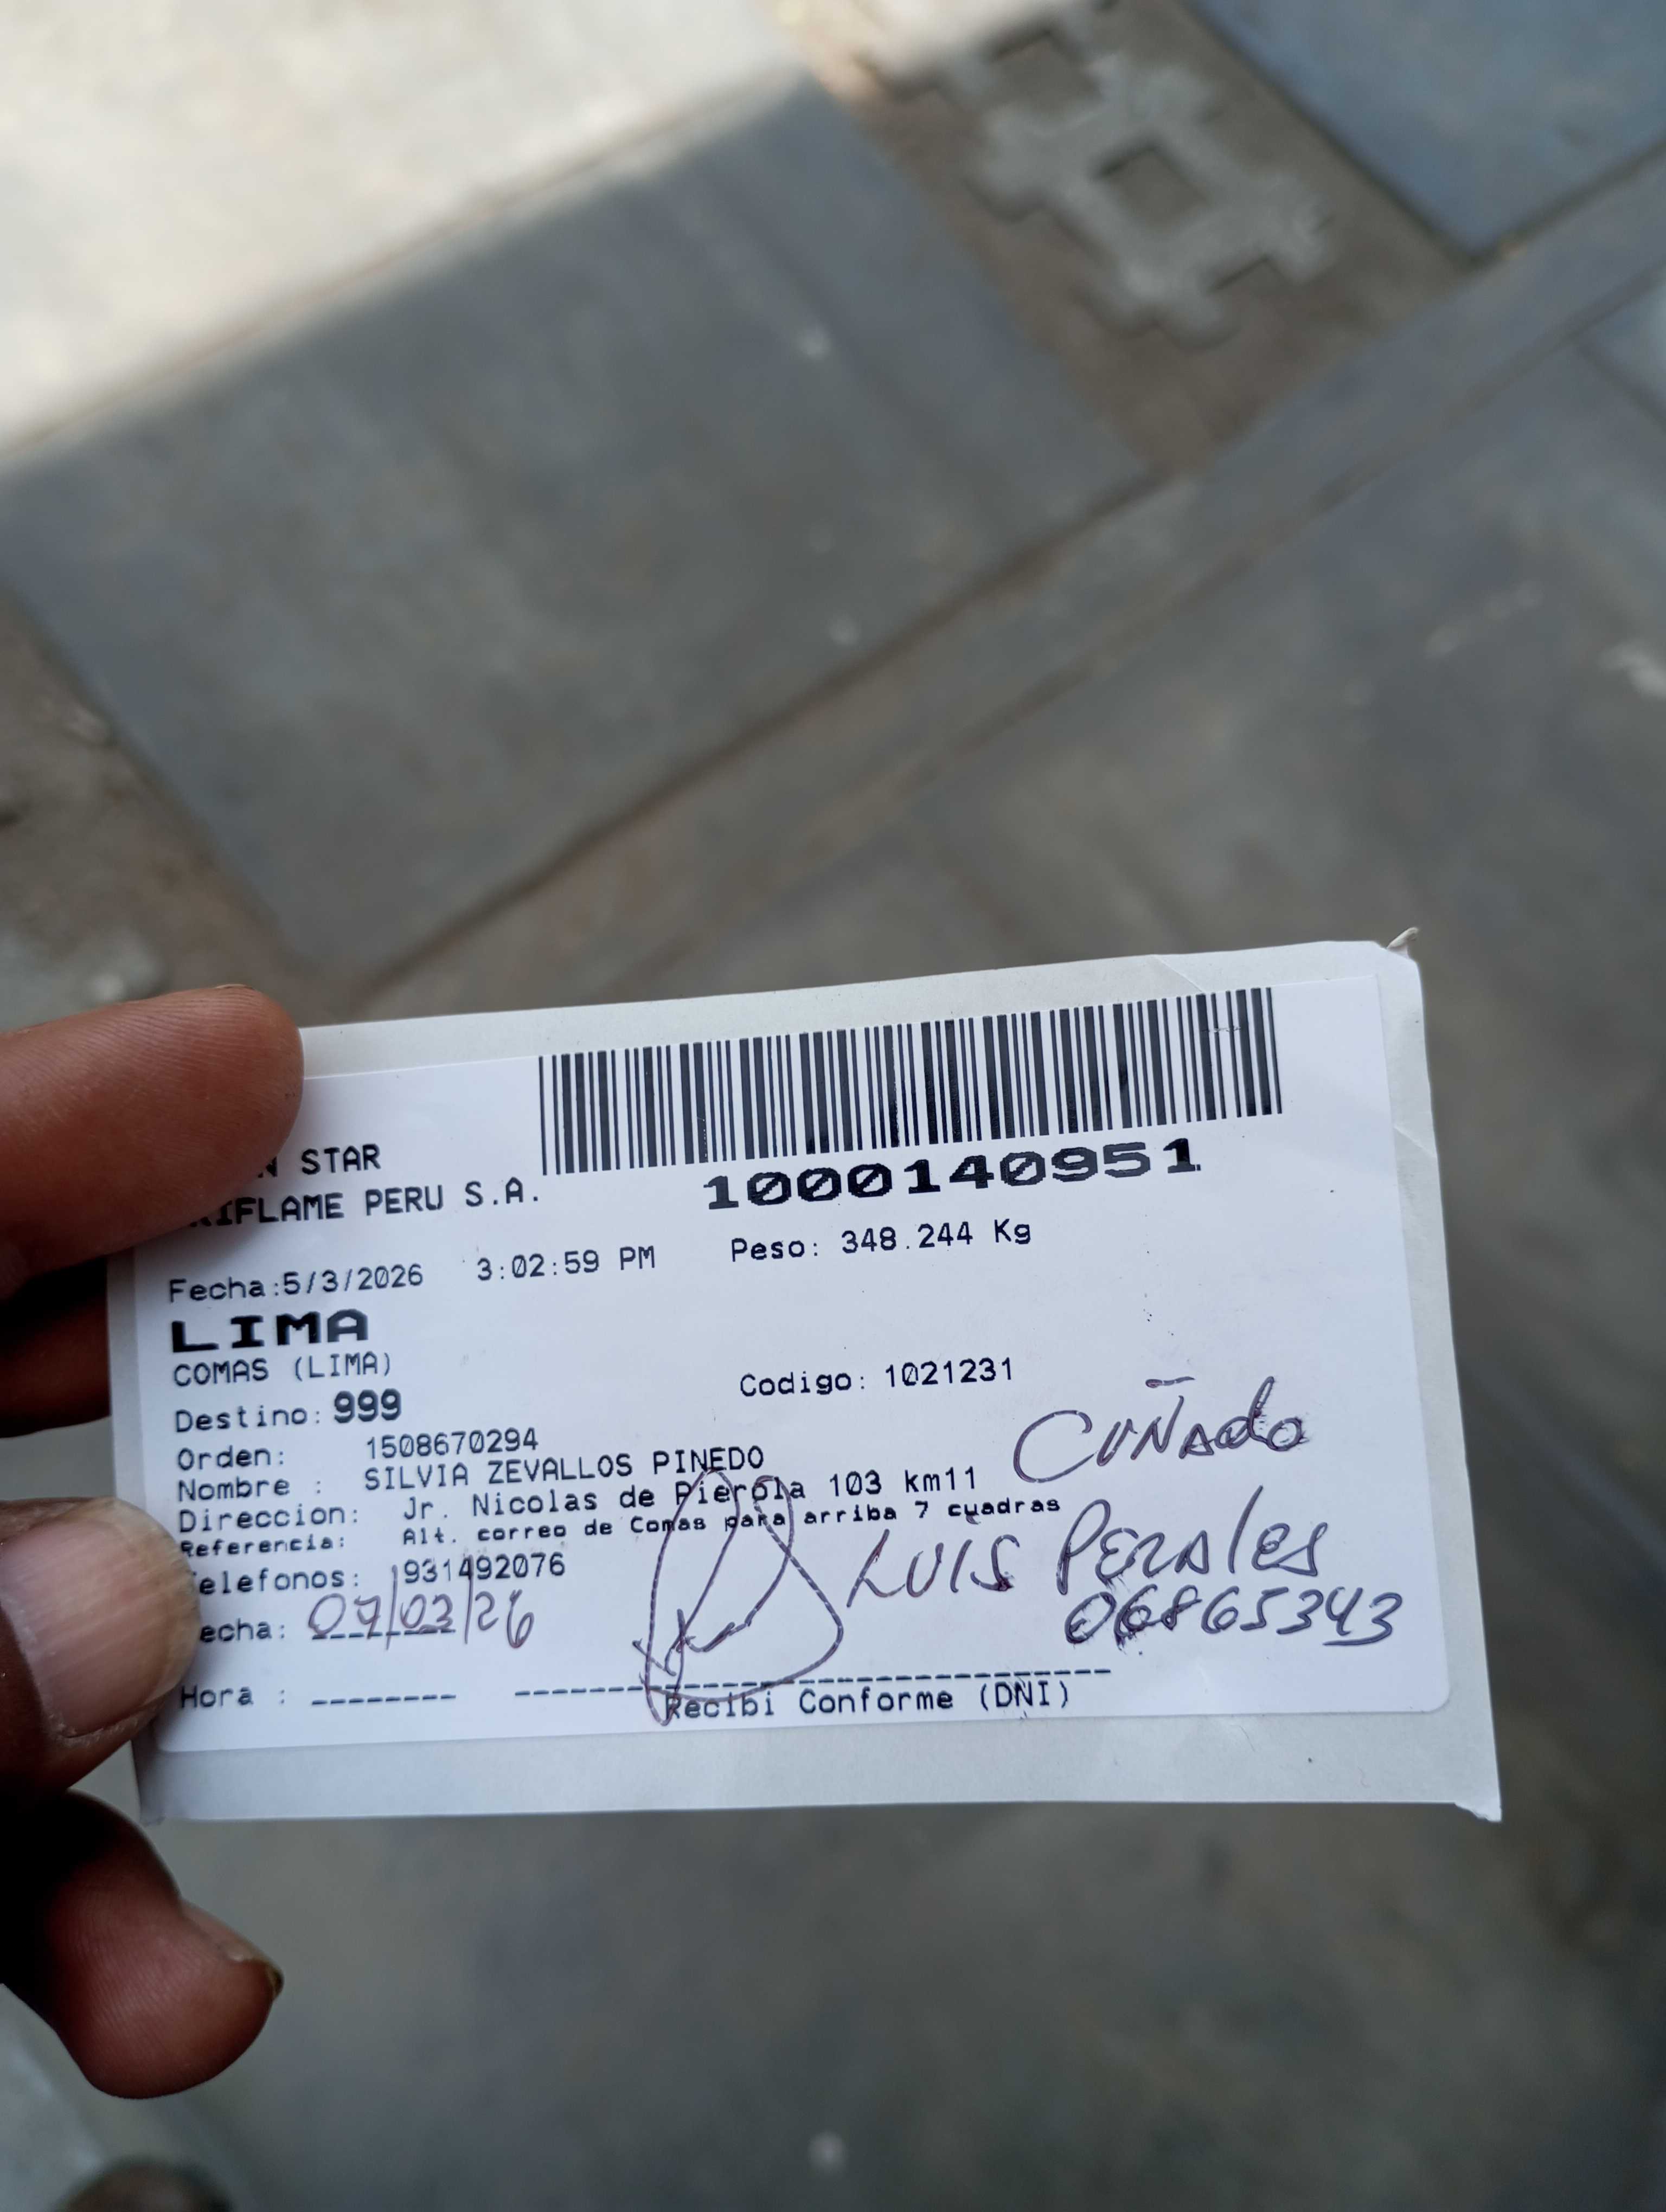 STAR
IFLAME PERU S.A.
1000140951
Fecha:5/3/2026 3:02:59 PM Peso: 348.244 Kg
LIMA
COMAS (LIMA)
Codigo: 1021231
Destino: 999
Orden: 1508670294
CUÑADO
Nombre : SILVIA ZEVALLOS PINEDO
Direccion: Jr. Nicolas de Pierola 103 km11
Referencia: Alt. correo de Comas para arriba 7 cuadras
elefonos: 931492076
LUIS PERALES
echa: 07/03/26
06865343
Hora :
Recibi Conforme (DNI)